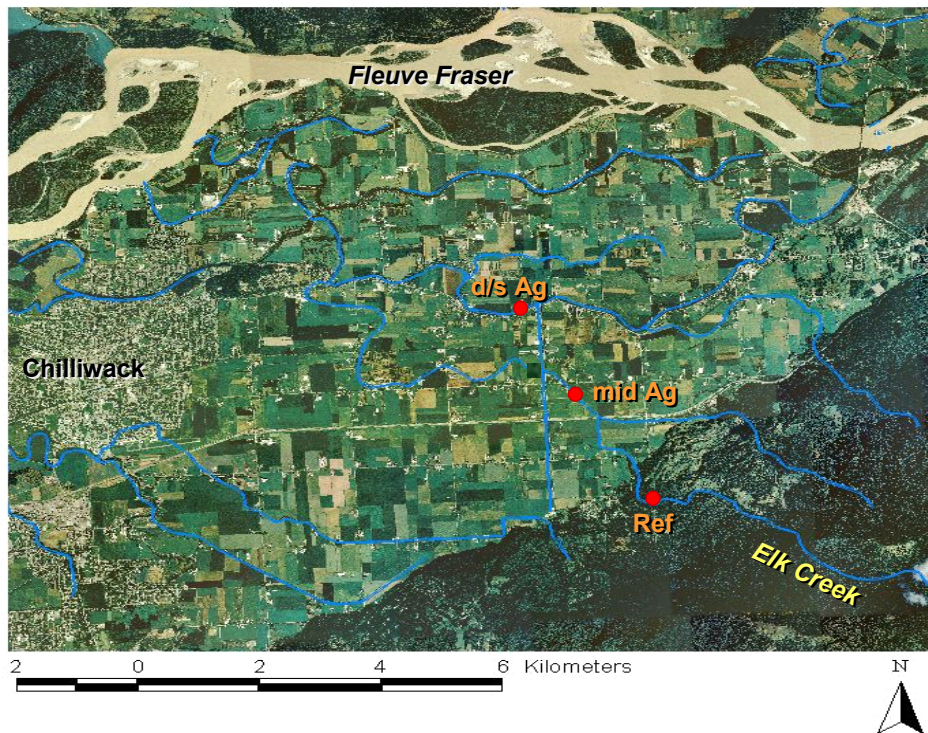 Fleuve Fraser
d/s Ag
Chilliwack
mid Ag
Ref
Elk Creek
2 0 2 4 6 Kilometers
N